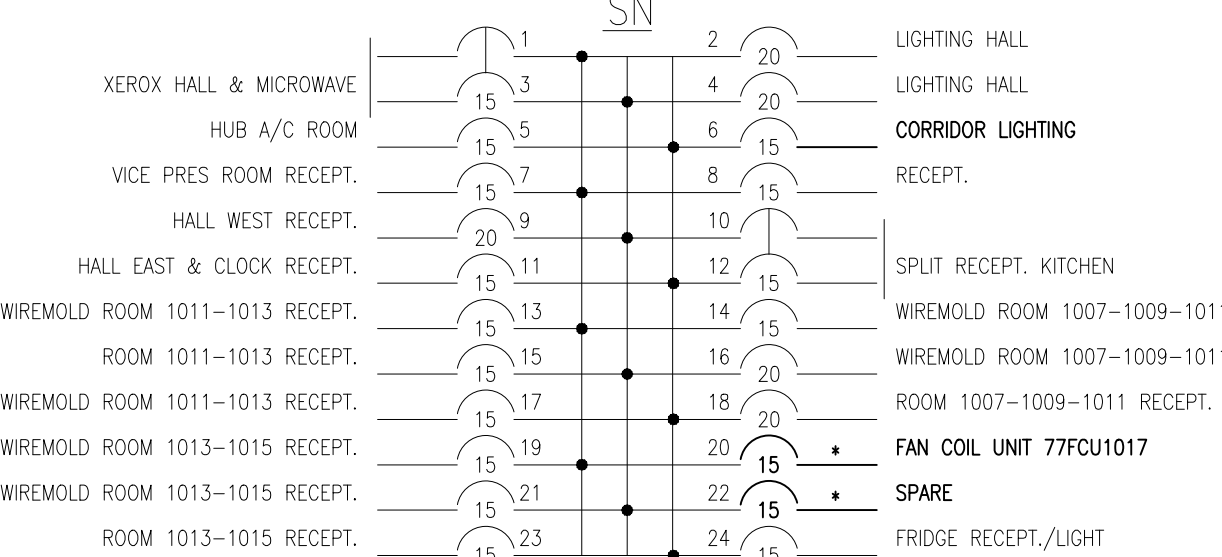 SN
1 2 20 LIGHTING HALL
XEROX HALL & MICROWAVE 15 3 4 20 LIGHTING HALL
HUB A/C ROOM 15 5 6 15 CORRIDOR LIGHTING
VICE PRES ROOM RECEPT. 15 7 8 15 RECEPT.
HALL WEST RECEPT. 20 9 10
HALL EAST & CLOCK RECEPT. 15 11 12 15 SPLIT RECEPT. KITCHEN
WIREMOLD ROOM 1011-1013 RECEPT. 15 13 14 15 WIREMOLD ROOM 1007-1009-101
ROOM 1011-1013 RECEPT. 15 15 16 20 WIREMOLD ROOM 1007-1009-101
WIREMOLD ROOM 1011-1013 RECEPT. 15 17 18 20 ROOM 1007-1009-1011 RECEPT.
WIREMOLD ROOM 1013-1015 RECEPT. 15 19 20 15 * FAN COIL UNIT 77FCU1017
WIREMOLD ROOM 1013-1015 RECEPT. 15 21 22 15 * SPARE
ROOM 1013-1015 RECEPT. 15 23 24 15 FRIDGE RECEPT./LIGHT